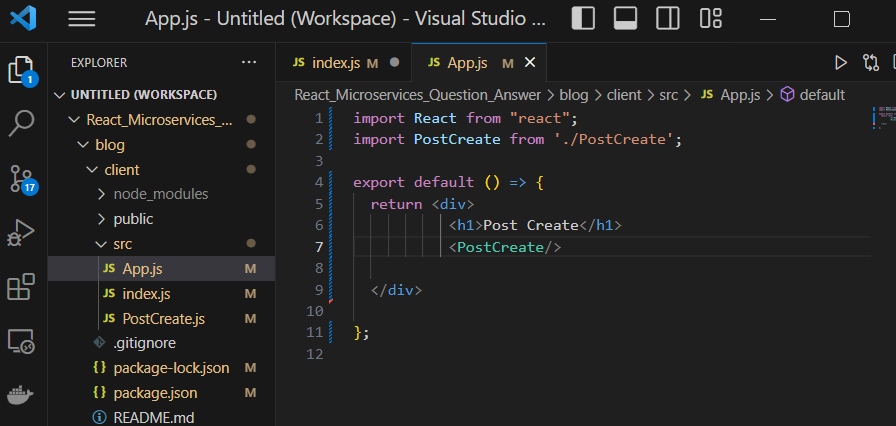 App.js - Untitled (Workspace) - Visual Studio ...
EXPLORER
UNTITLED (WORKSPACE)
React_Microservices_...
blog
client
node_modules
public
src
JS App.js M
JS index.js M
JS PostCreate.js M
.gitignore
{} package-lock.json M
{} package.json M
README.md
1
17
JS index.js M
JS App.js M
React_Microservices_Question_Answer > blog > client > src > JS App.js > default
1 import React from "react";
2 import PostCreate from './PostCreate';
3
4 export default () => {
5 return <div>
6 <h1>Post Create</h1>
7 <PostCreate/>
8
9 </div>
10
11 };
12